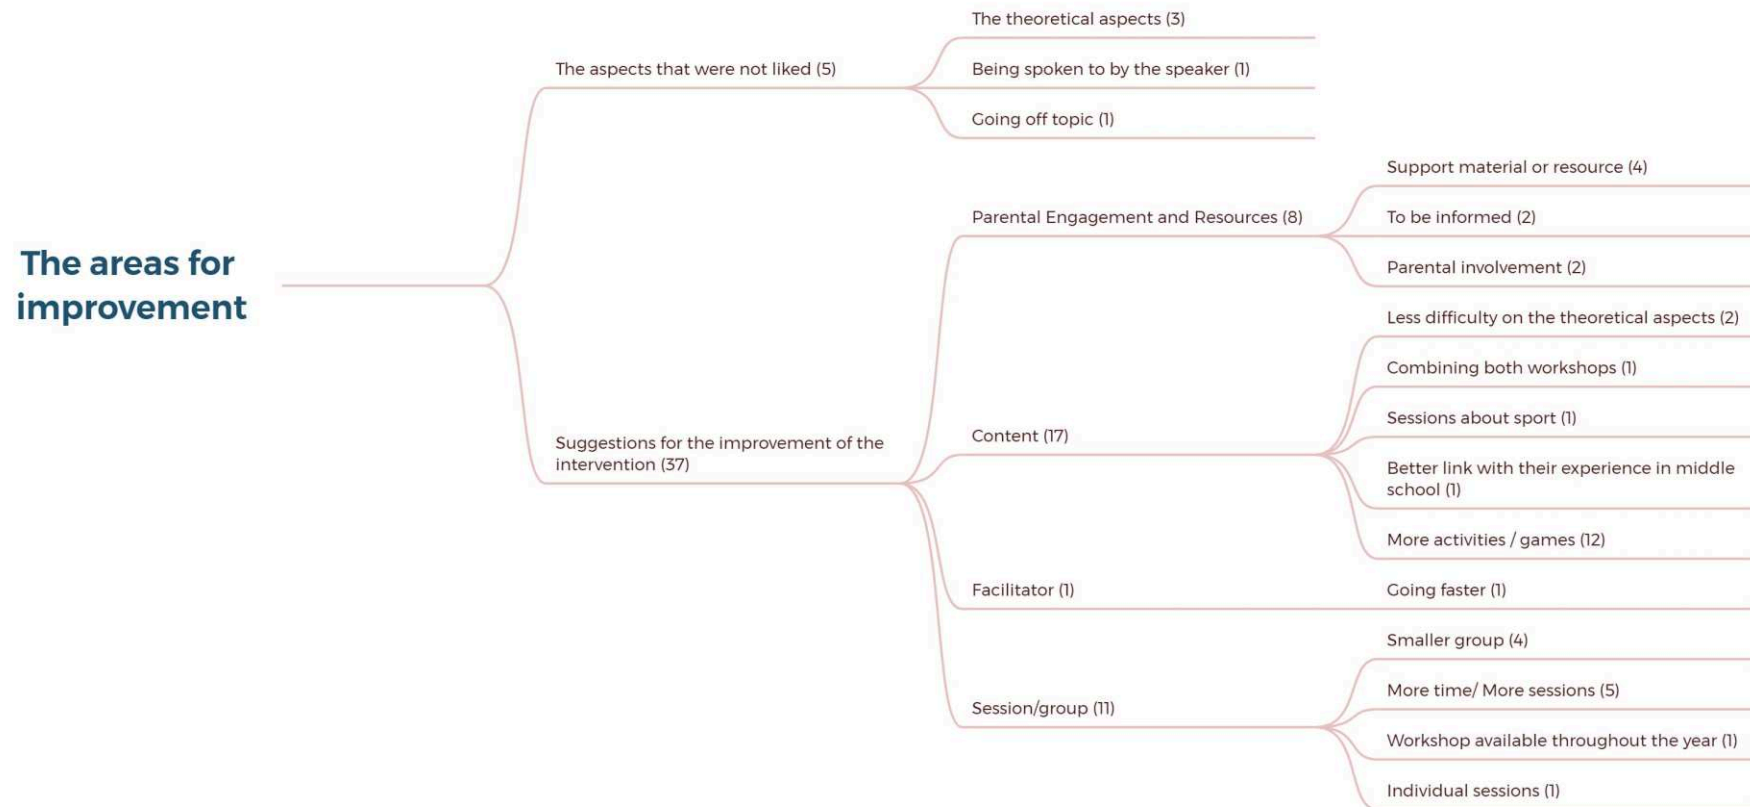 The areas for
improvement
The aspects that were not liked (5)
The theoretical aspects (3)
Being spoken to by the speaker (1)
Going off topic (1)
Suggestions for the improvement of the
intervention (37)
Parental Engagement and Resources (8)
Support material or resource (4)
To be informed (2)
Parental involvement (2)
Content (17)
Less difficulty on the theoretical aspects (2)
Combining both workshops (1)
Sessions about sport (1)
Better link with their experience in middle
school (1)
More activities / games (12)
Facilitator (1)
Going faster (1)
Session/group (11)
Smaller group (4)
More time/ More sessions (5)
Workshop available throughout the year (1)
Individual sessions (1)